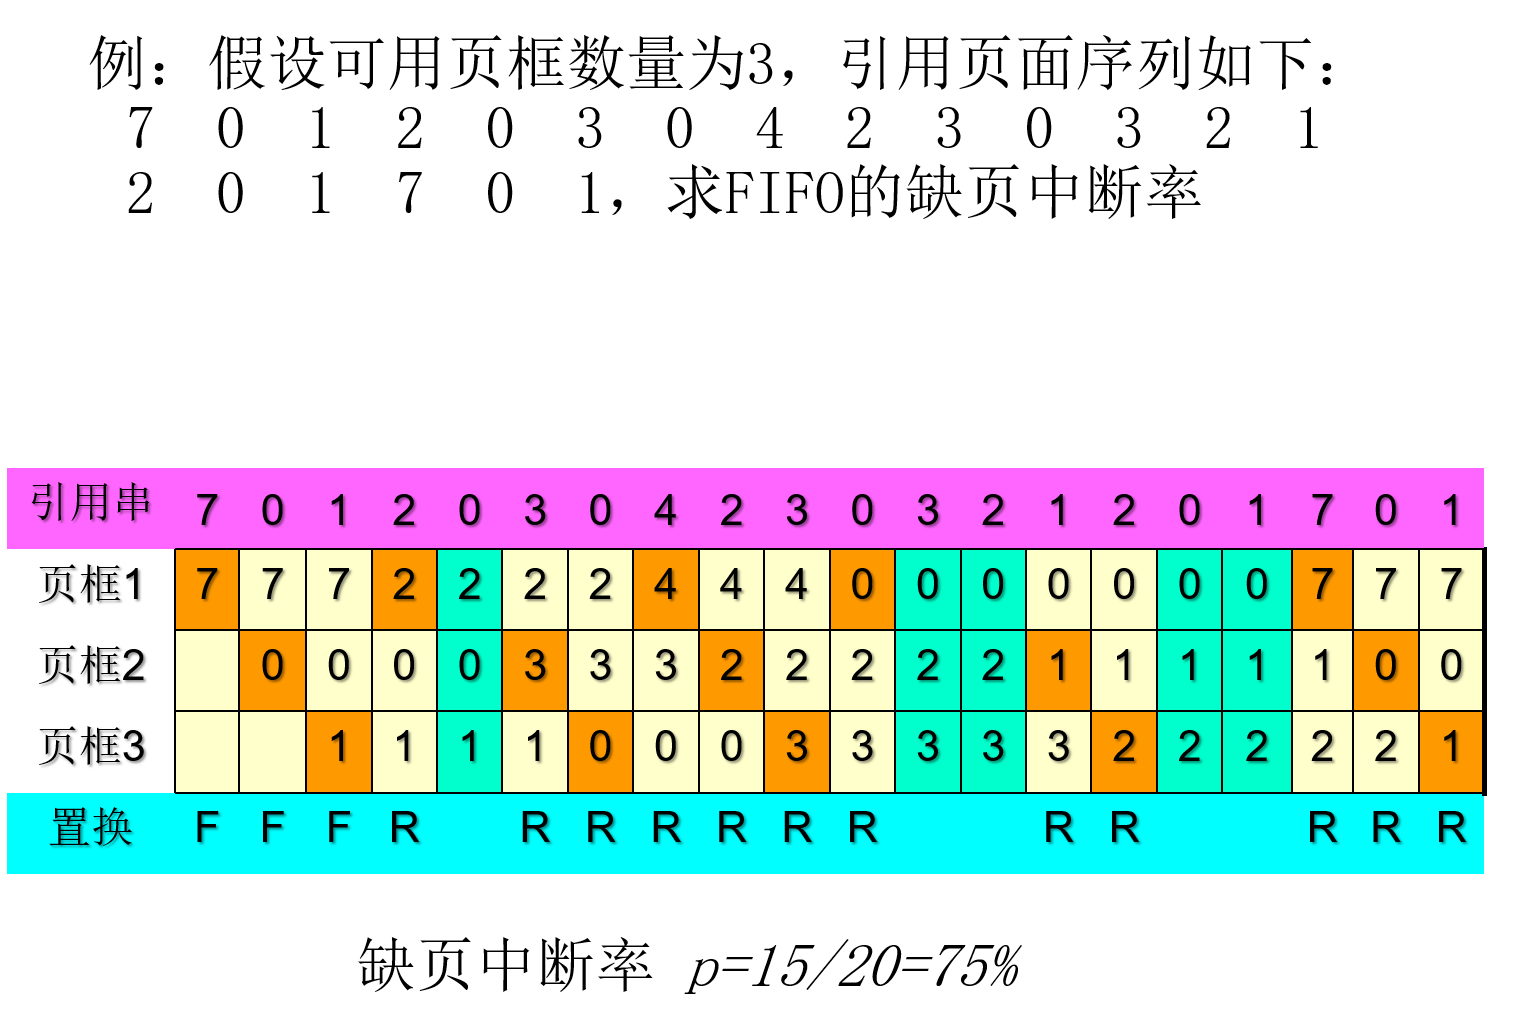 例：假设可用页框数量为3，引用页面序列如下：
7 0 1 2 0 3 0 4 2 3 0 3 2 1
2 0 1 7 0 1，求FIFO的缺页中断率
引用串 7 0 1 2 0 3 0 4 2 3 0 3 2 1 2 0 1 7 0 1
页框1 7 7 7 2 2 2 2 4 4 4 0 0 0 0 0 0 0 7 7 7
页框2 0 0 0 0 3 3 3 2 2 2 2 2 1 1 1 1 1 0 0
页框3 1 1 1 1 0 0 0 3 3 3 3 3 2 2 2 2 2 1
置换 F F F R R R R R R R R R R R R
缺页中断率 p=15/20=75%